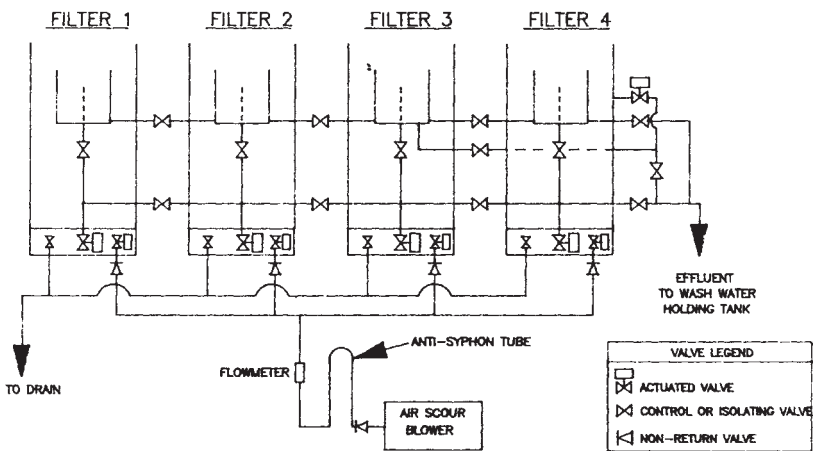 FILTER 1
FILTER 2
FILTER 3
FILTER 4
EFFLUENT
TO WASH WATER
HOLDING TANK
ANTI-SYPHON TUBE
FLOWMETER
TO DRAIN
AIR SCOUR
BLOWER
VALVE LEGEND
ACTUATED VALVE
CONTROL OR ISOLATING VALVE
NON-RETURN VALVE